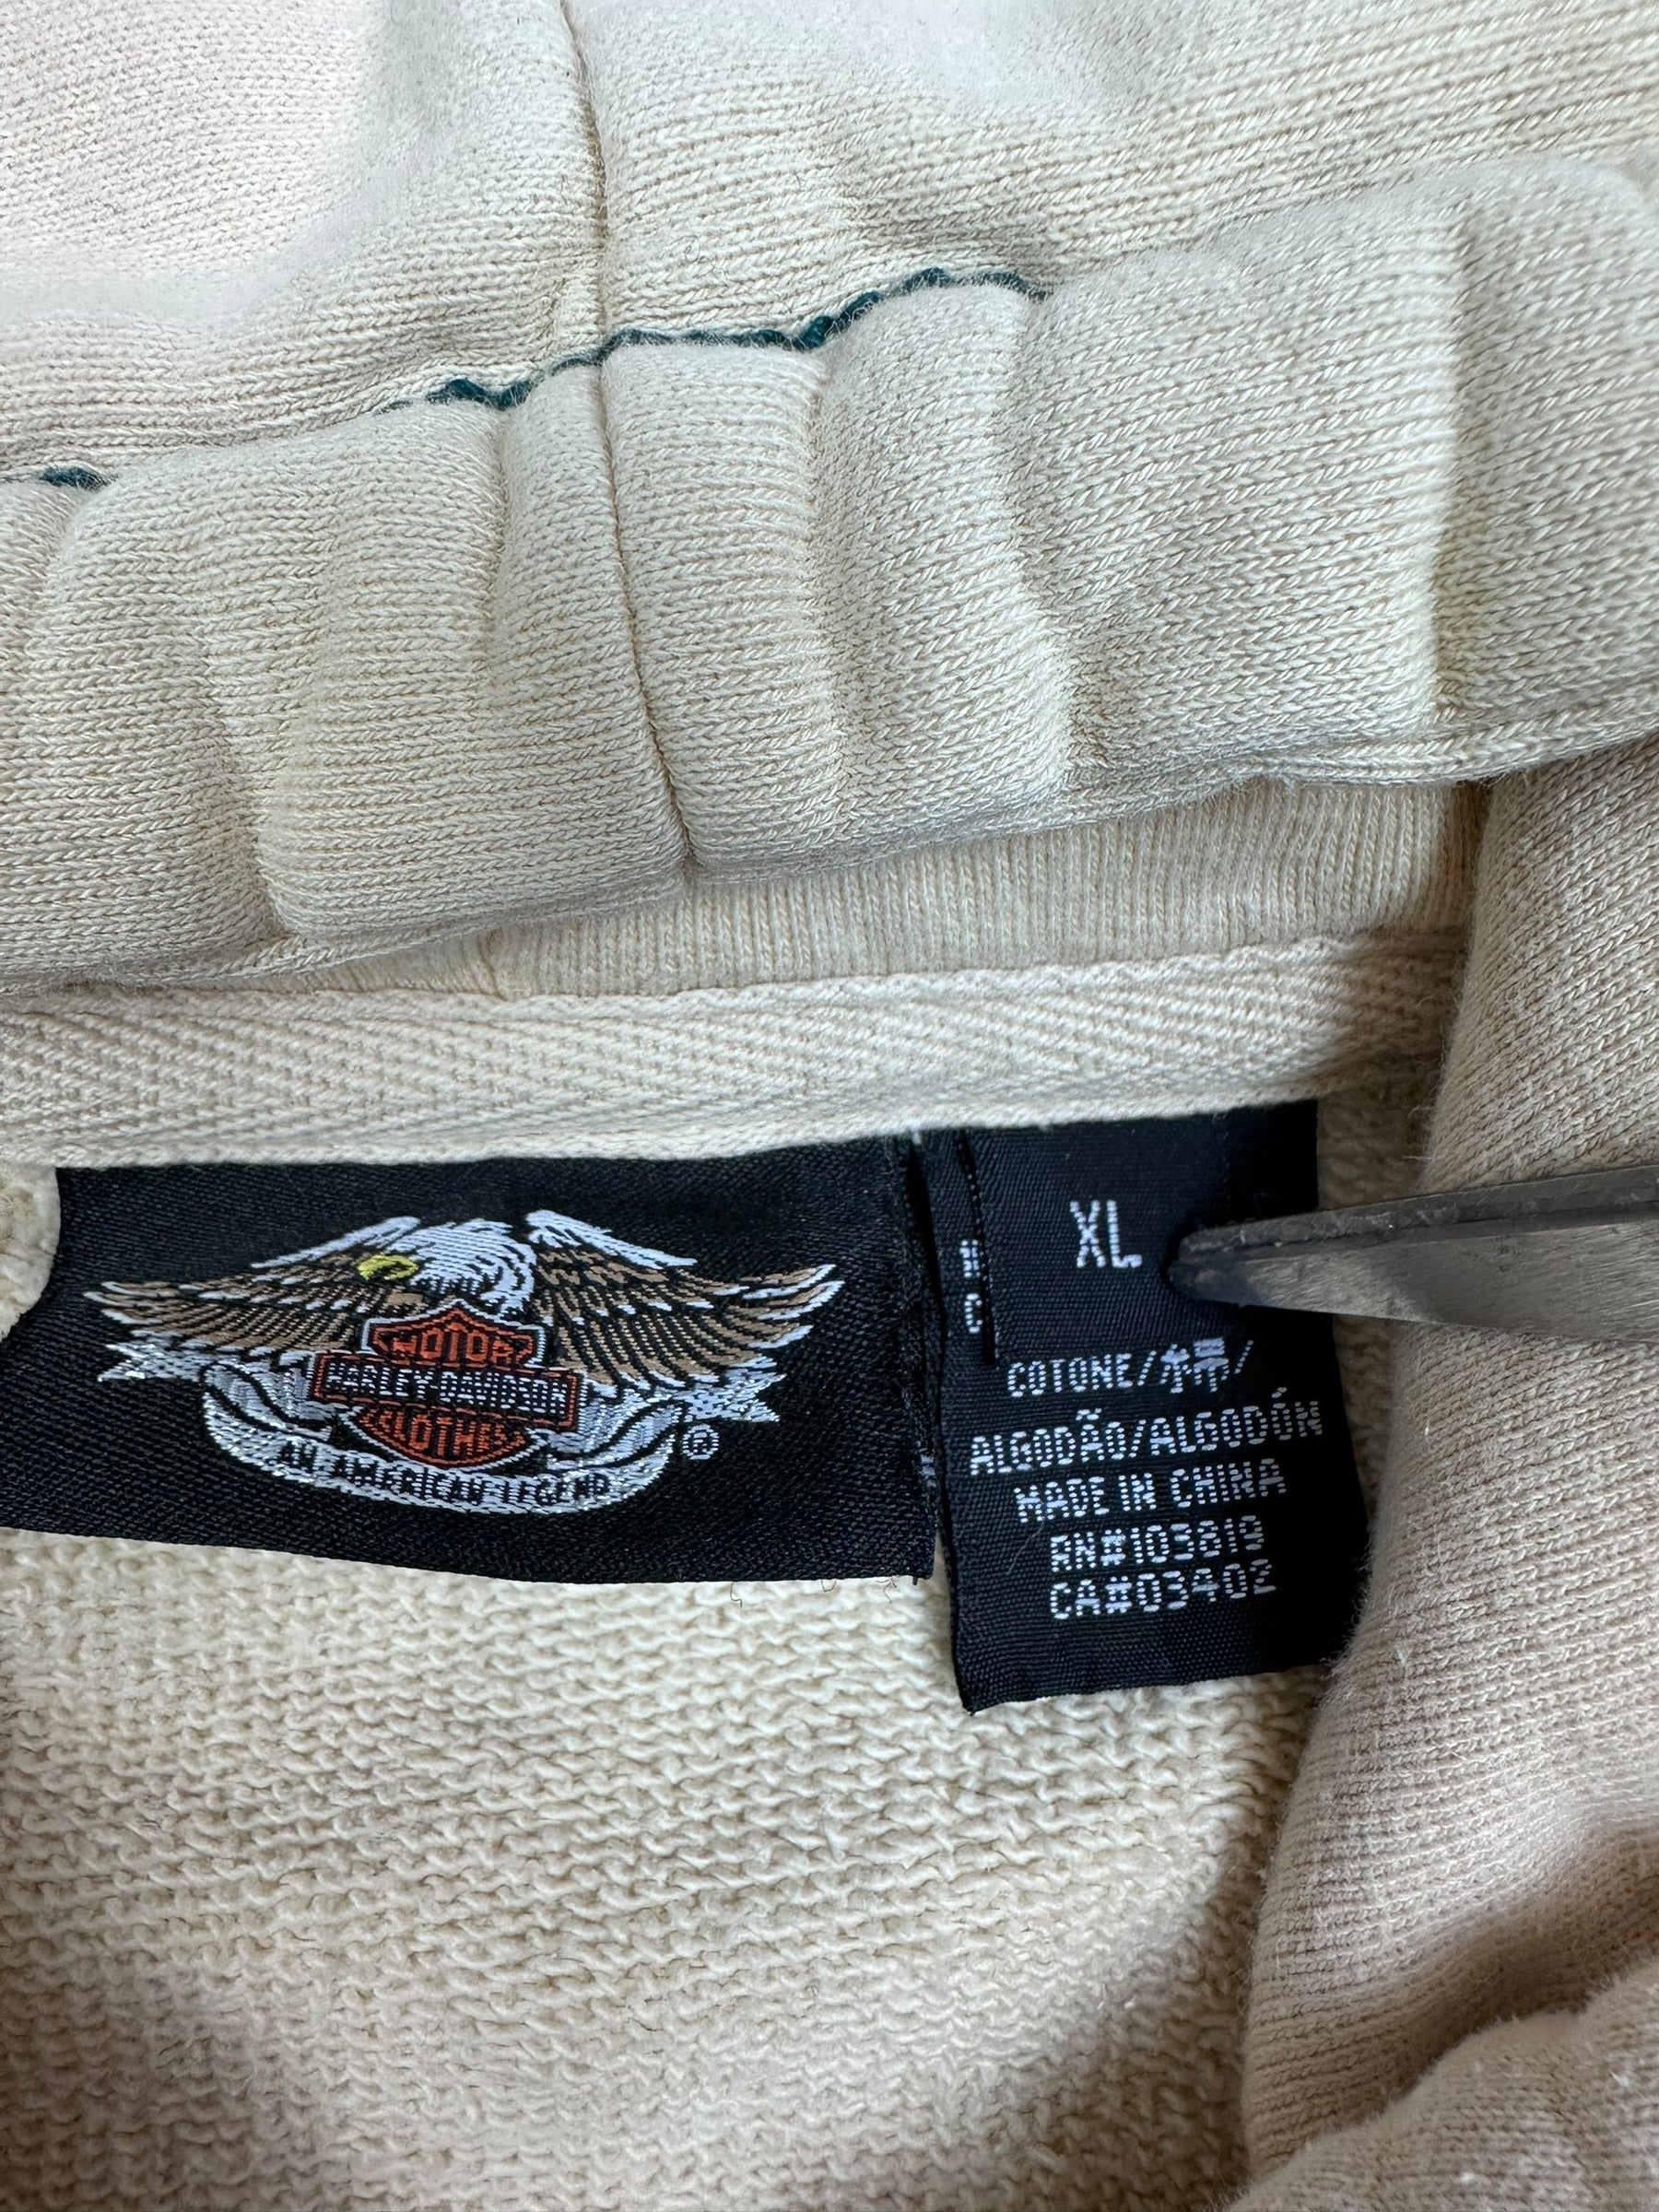 MOTOR
HARLEY-DAVIDSON
CLOTHES
AN AMERICAN LEGEND
®
XL
C
COTONE/棉/
ALGODÃO/ALGODÓN
MADE IN CHINA
RN#103819
CA#03402